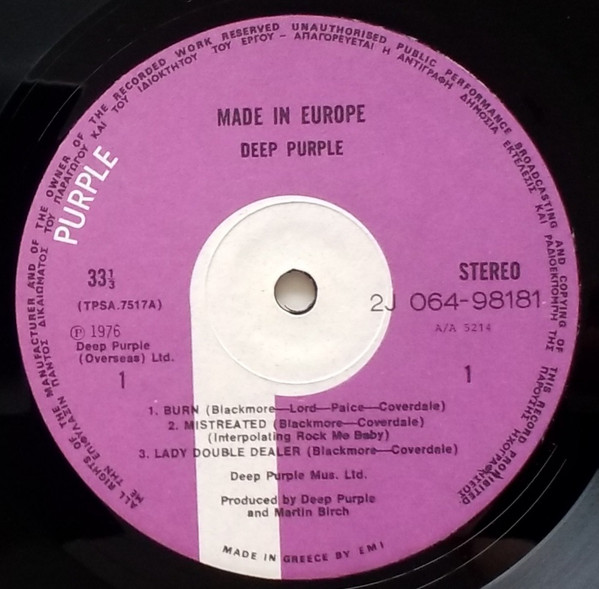 ALL RIGHTS OF THE MANUFACTURER AND OF THE OWNER OF THE RECORDED WORK RESERVED UNAUTHORISED PUBLIC PERFORMANCE BROADCASTING AND COPYING OF THIS RECORD PROHIBITED
ΜΕ ΤΗΝ ΕΠΙΦΥΛΑΞΙΝ ΠΑΝΤΟΣ ΔΙΚΑΙΩΜΑΤΟΣ ΤΟΥ ΠΑΡΑΓΩΓΟΥ ΚΑΙ ΤΟΥ ΙΔΙΟΚΤΗΤΟΥ ΤΟΥ ΕΡΓΟΥ - ΑΠΑΓΟΡΕΥΕΤΑΙ Η ΑΝΤΙΓΡΑΦΗ ΔΗΜΟΣΙΑ ΕΚΤΕΛΕΣΙΣ ΚΑΙ ΡΑΔΙΟΕΚΠΟΜΠΗ ΤΗΣ ΠΑΡΟΥΣΗΣ ΗΧΟΓΡΑΦΗΣΕΩΣ
PURPLE
MADE IN EUROPE
DEEP PURPLE
33⅓
STEREO
(TPSA.7517A)
2J 064-98181
Ⓟ 1976
A/A 5214
Deep Purple
(Overseas) Ltd.
1
1
1. BURN (Blackmore—Lord—Paice—Coverdale)
2. MISTREATED (Blackmore—Coverdale)
(Interpolating Rock Me Baby)
3. LADY DOUBLE DEALER (Blackmore—Coverdale)
Deep Purple Mus. Ltd.
Produced by Deep Purple
and Martin Birch
MADE IN GREECE BY EMI